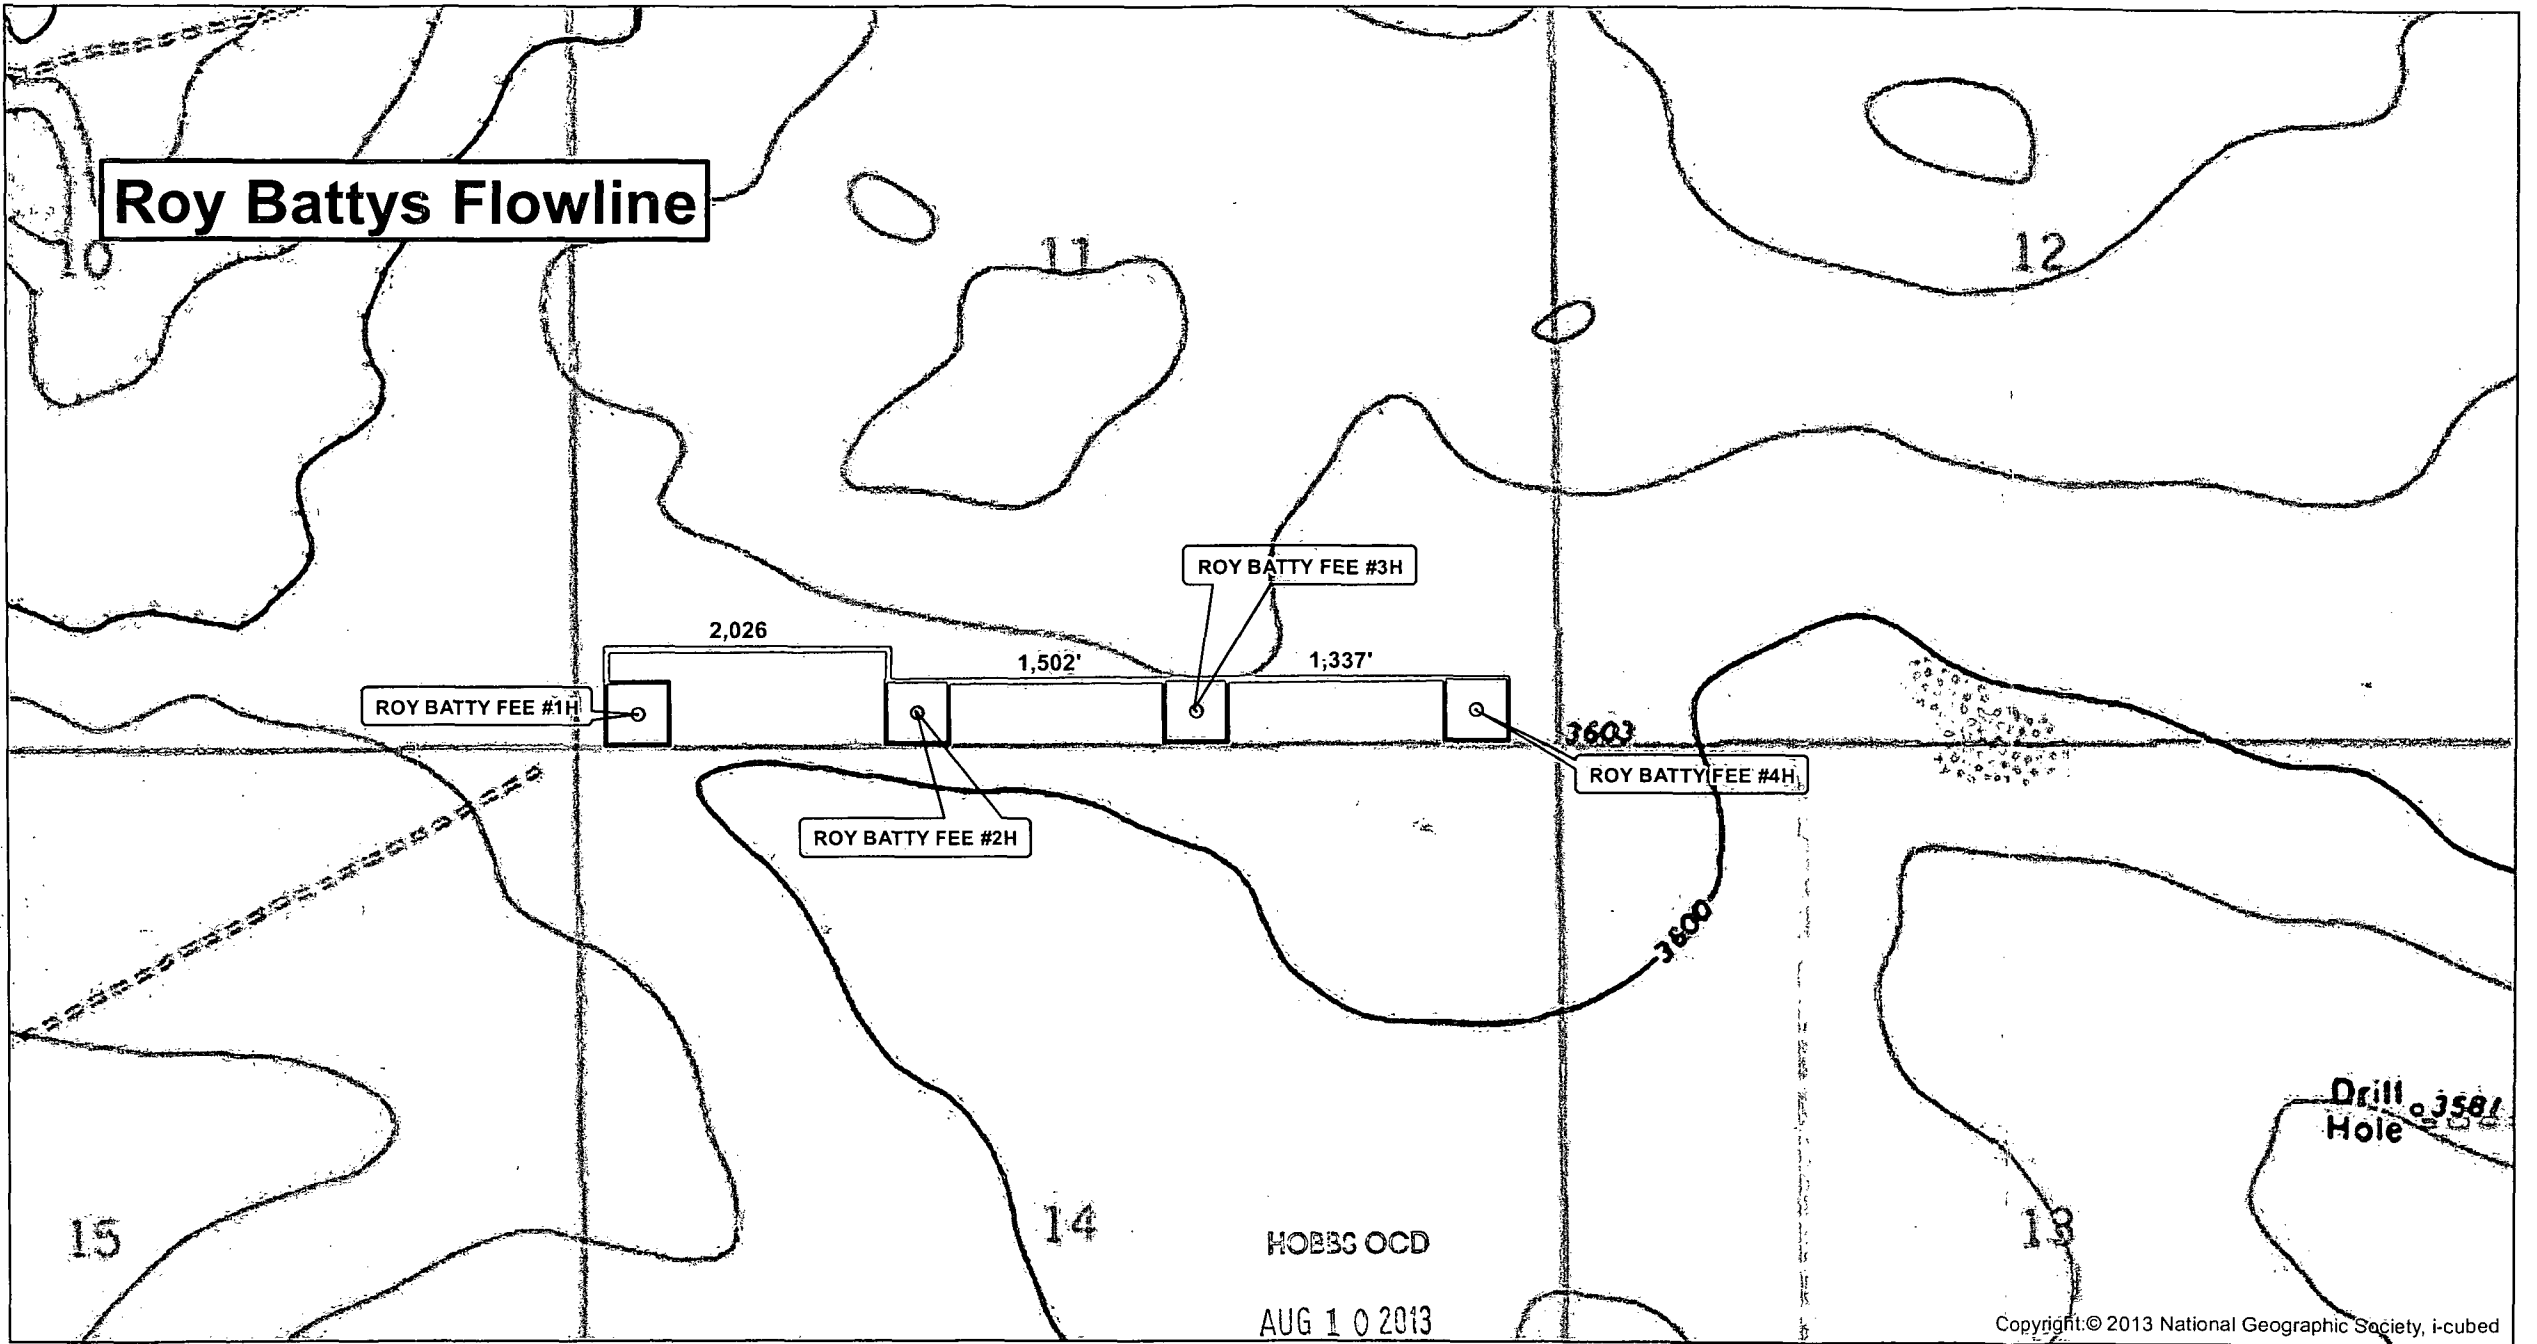 Roy Battys Flowline
10
11
12
ROY BATTY FEE #3H
2,026
1,502'
1,337'
ROY BATTY FEE #1H
3603
ROY BATTY FEE #4H
ROY BATTY FEE #2H
3600
Drill
Hole
3581
15
14
13
HOBBS OCD
AUG 10 2013
Copyright:© 2013 National Geographic Society, i-cubed